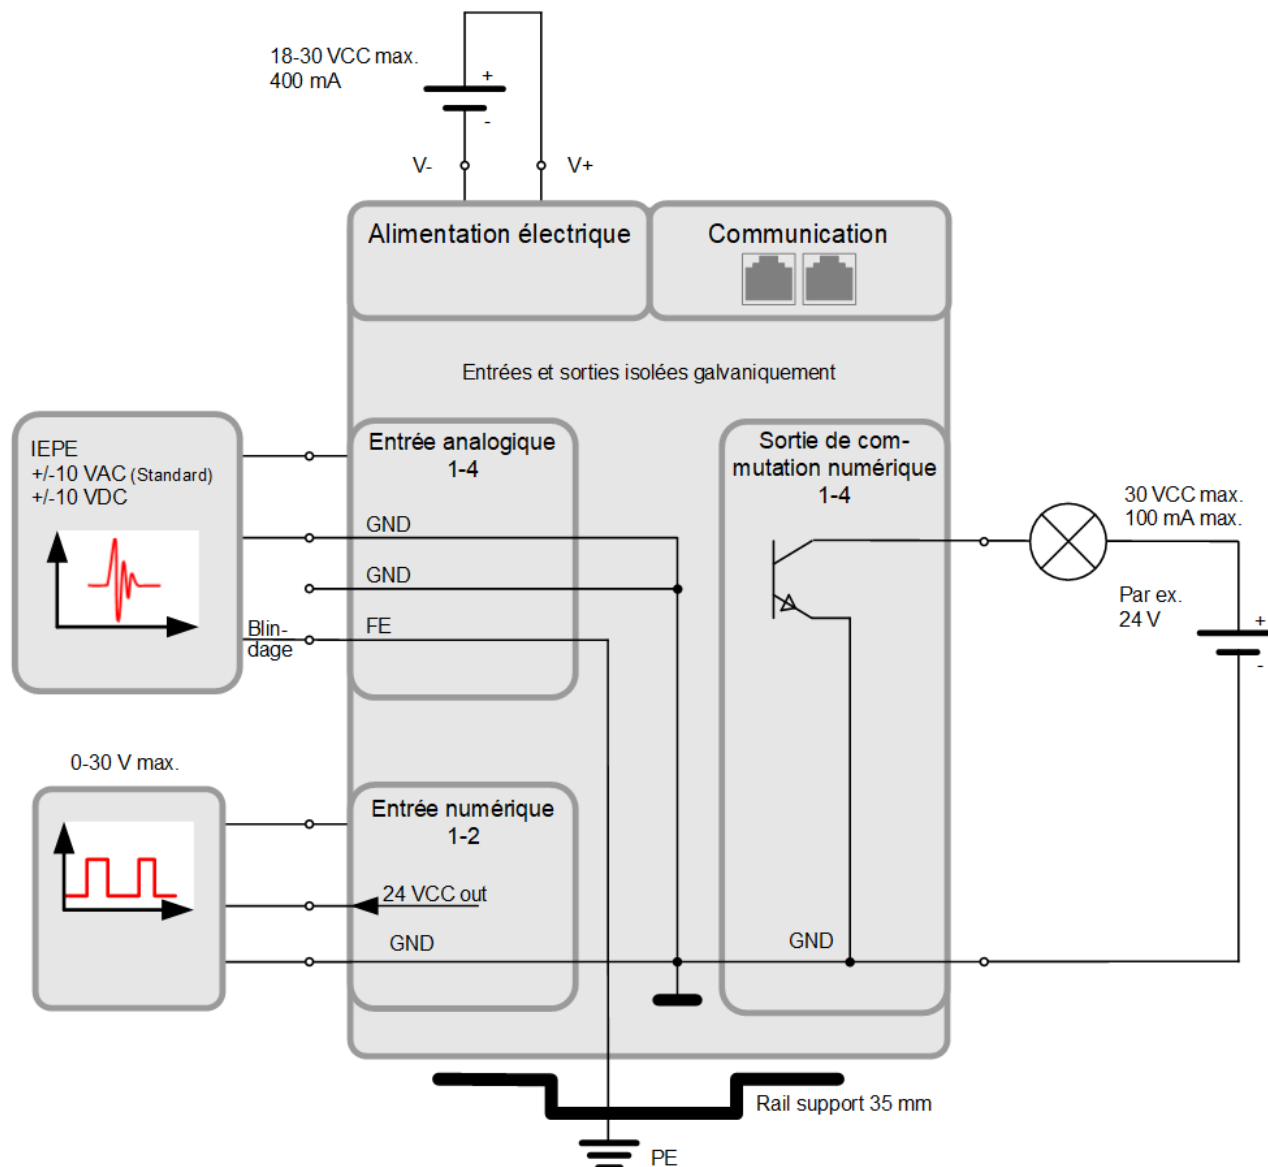 18-30 VCC max.
400 mA
+
-
V-
V+
Alimentation électrique
Communication
Entrées et sorties isolées galvaniquement
IEPE
+/-10 VAC (Standard)
+/-10 VDC
Blin-
dage
Entrée analogique
1-4
GND
GND
FE
Sortie de com-
mutation numérique
1-4
30 VCC max.
100 mA max.
Par ex.
24 V
+
-
0-30 V max.
Entrée numérique
1-2
24 VCC out
GND
GND
Rail support 35 mm
PE